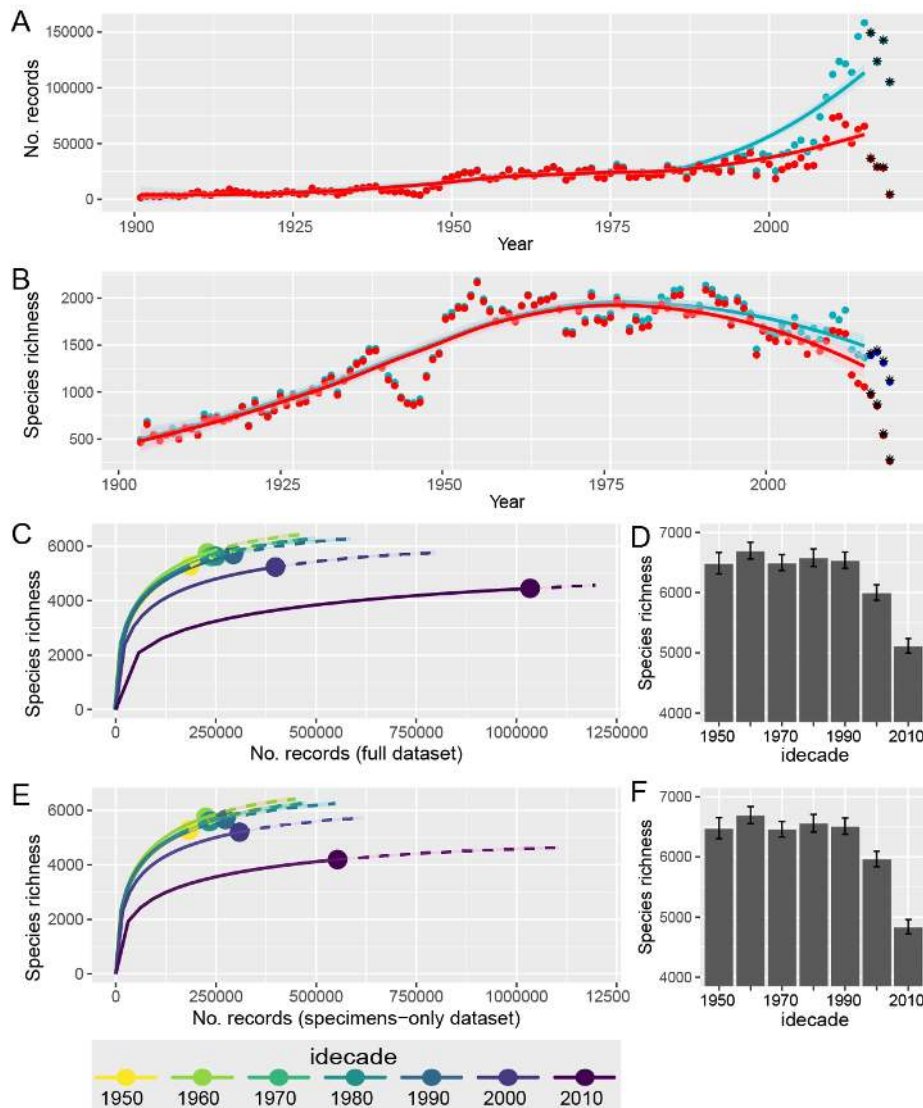 A
No. records
150000
100000
50000
0
1900 1925 1950 1975 2000
Year
B
Species richness
2000
1500
1000
500
1900 1925 1950 1975 2000
Year
C
Species richness
6000
4000
2000
0
0 250000 500000 750000 1000000 1250000
No. records (full dataset)
D
Species richness
7000
6000
5000
4000
1950 1970 1990 2010
idecade
E
Species richness
6000
4000
2000
0
0 250000 500000 750000 1000000 12500
No. records (specimens-only dataset)
F
Species richness
7000
6000
5000
4000
1950 1970 1990 2010
idecade
idecade
1950 1960 1970 1980 1990 2000 2010